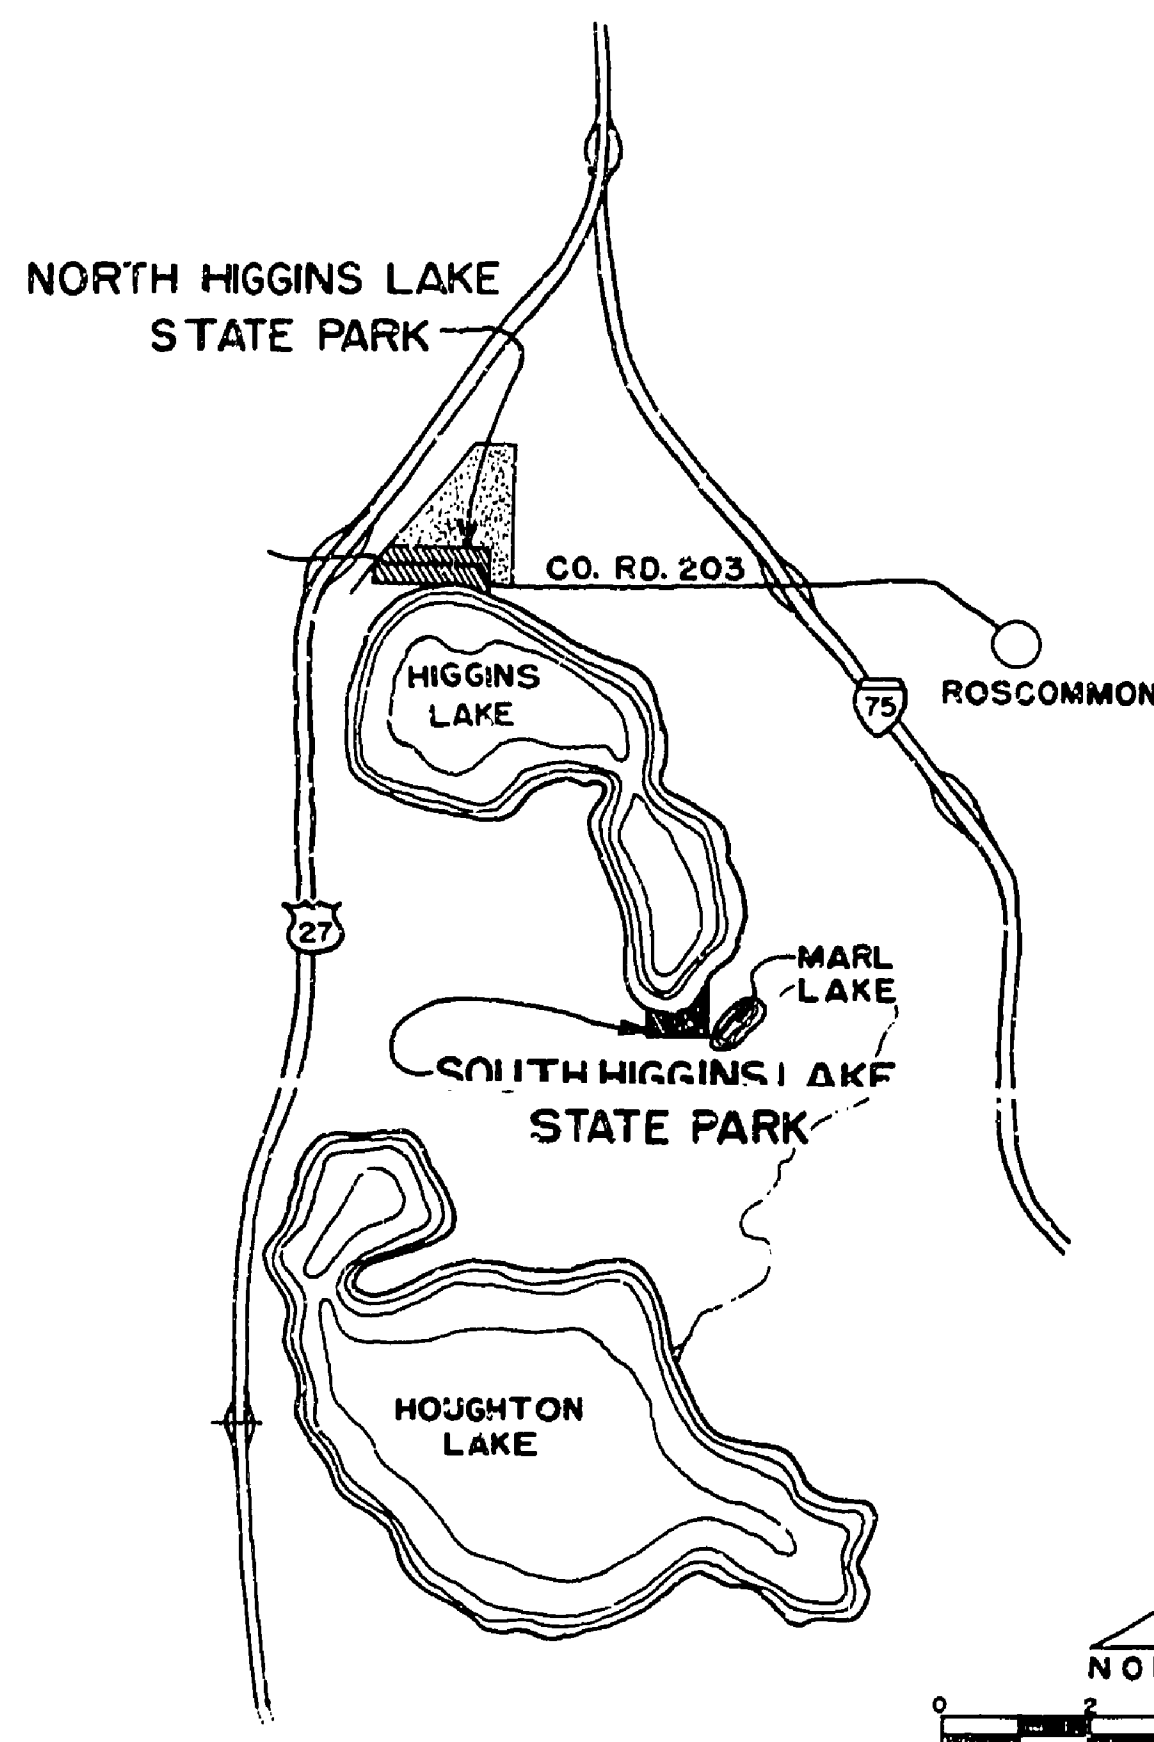 NORTH HIGGINS LAKE
STATE PARK
CO. RD. 203
HIGGINS
LAKE
75
ROSCOMMON
27
MARL
LAKE
SOUTH HIGGINS LAKE
STATE PARK
HOUGHTON
LAKE
NO
0 2